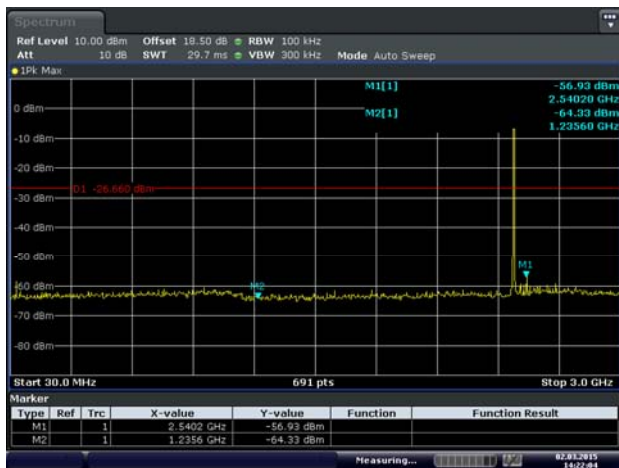 Spectrum
Ref Level 10.00 dBm Offset 18.50 dB RBW 100 kHz
Att 10 dB SWT 29.7 ms VBW 300 kHz Mode Auto Sweep
1Pk Max
M1[1] -56.93 dBm
2.54020 GHz
M2[1] -64.33 dBm
1.23560 GHz
0 dBm
-10 dBm
-20 dBm
D1 -26.660 dBm
-30 dBm
-40 dBm
-50 dBm
M1
-60 dBm
M2
-70 dBm
-80 dBm
Start 30.0 MHz 691 pts Stop 3.0 GHz
Marker
Type Ref Trc X-value Y-value Function Function Result
M1 1 2.5402 GHz -56.93 dBm
M2 1 1.2356 GHz -64.33 dBm
Measuring... 02.03.2015
14:22:04